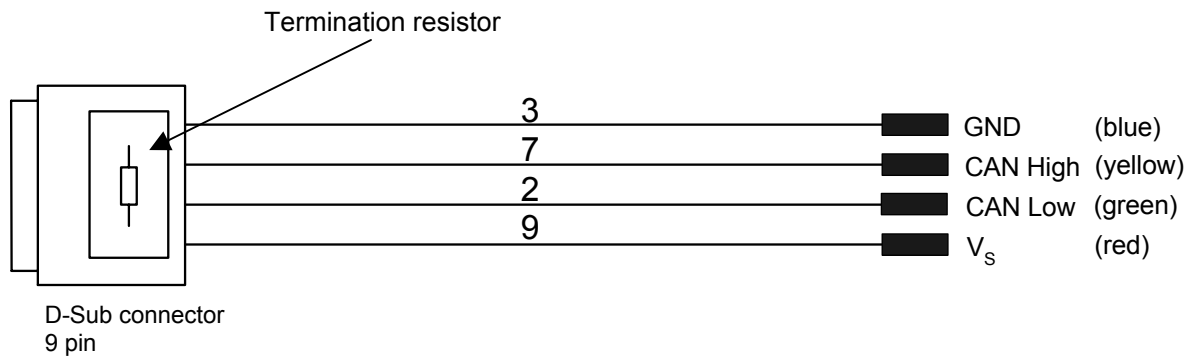 Termination resistor
3 GND (blue)
7 CAN High (yellow)
2 CAN Low (green)
9 VS (red)
D-Sub connector
9 pin